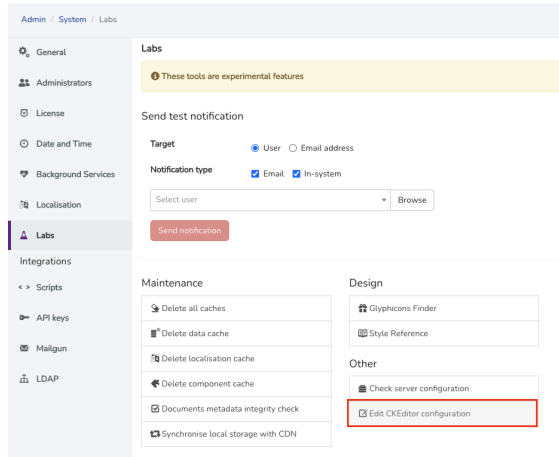 Admin / System / Labs
General
Administrators
License
Date and Time
Background Services
Localisation
Labs
Integrations
Scripts
API keys
Mailgun
LDAP
Labs
These tools are experimental features
Send test notification
Target
User
Email address
Notification type
Email
In-system
Select user
Browse
Send notification
Maintenance
Delete all caches
Delete data cache
Delete localisation cache
Delete component cache
Documents metadata integrity check
Synchronise local storage with CDN
Design
Glyphicons Finder
Style Reference
Other
Check server configuration
Edit CKEditor configuration